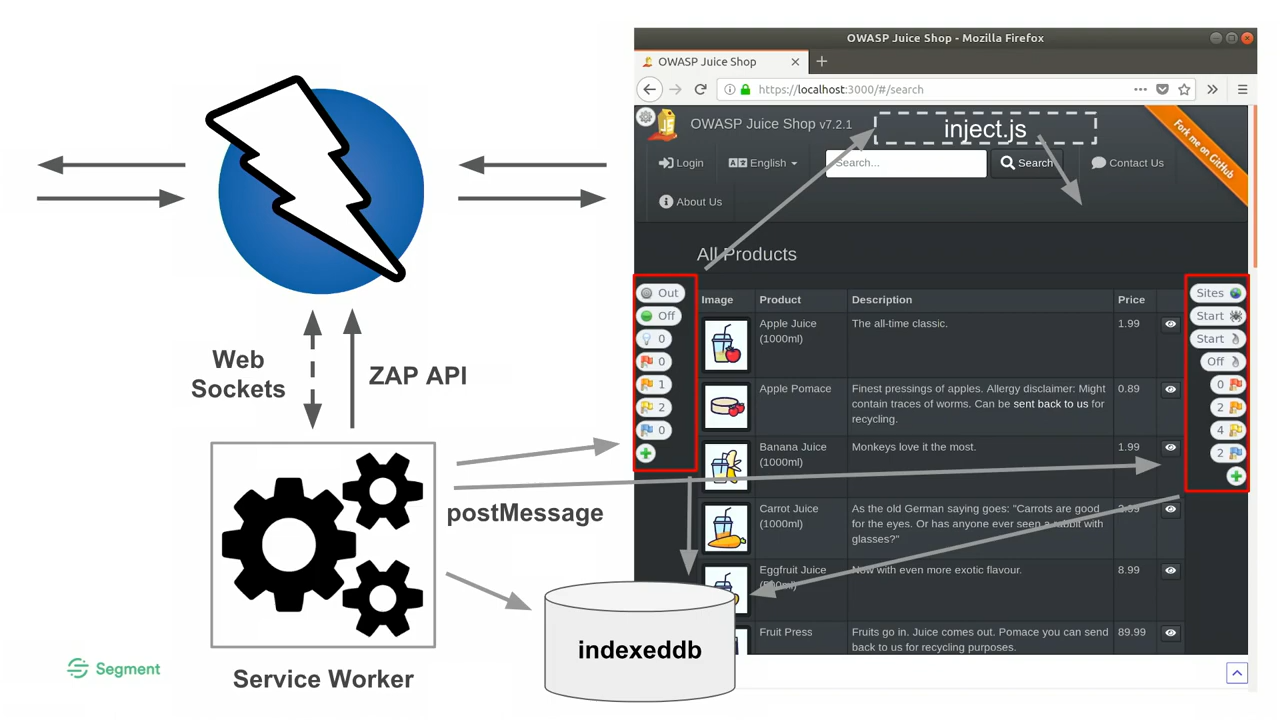 OWASP Juice Shop - Mozilla Firefox
OWASP Juice Shop
https://localhost:3000/#/search
OWASP Juice Shop v7.2.1
inject.js
Fork me on GitHub
Login
English
Search...
Search
Contact Us
About Us
All Products
Out
Off
0
0
1
2
0
Sites
Start
Start
Off
0
2
4
2
Image Product Description Price
Apple Juice
(1000ml)
The all-time classic.
1.99
Apple Pomace
Finest pressings of apples. Allergy disclaimer: Might
contain traces of worms. Can be sent back to us for
recycling.
0.89
Banana Juice
(1000ml)
Monkeys love it the most.
1.99
Carrot Juice
(1000ml)
As the old German saying goes: "Carrots are good
for the eyes. Or has anyone ever seen a rabbit with
glasses?"
2.99
Eggfruit Juice
(500ml)
Now with even more exotic flavour.
8.99
Fruit Press
Fruits go in. Juice comes out. Pomace you can send
back to us for recycling purposes.
89.99
Web
Sockets
ZAP API
postMessage
indexeddb
Service Worker
Segment